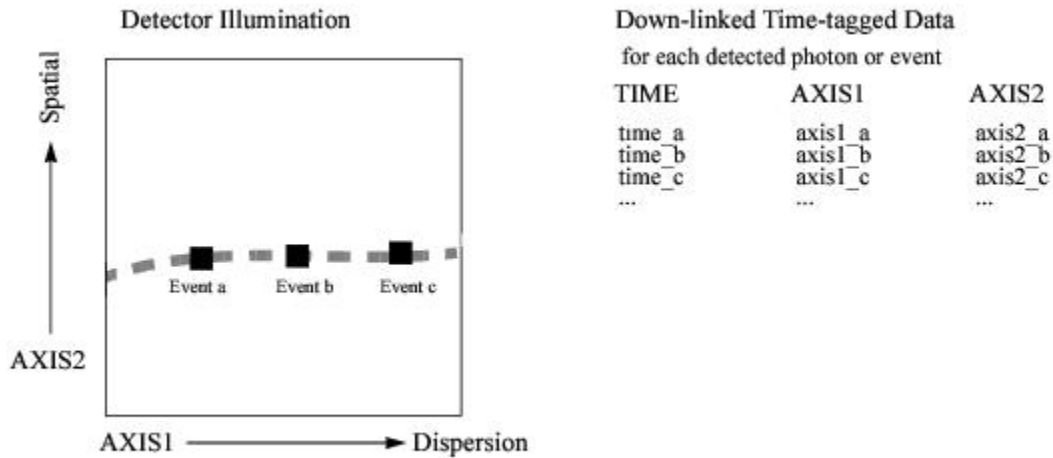 Detector Illumination
Spatial
AXIS2
Event a Event b Event c
AXIS1 Dispersion
Down-linked Time-tagged Data
for each detected photon or event
TIME AXIS1 AXIS2
time_a axis1_a axis2_a
time_b axis1_b axis2_b
time_c axis1_c axis2_c
... ... ...